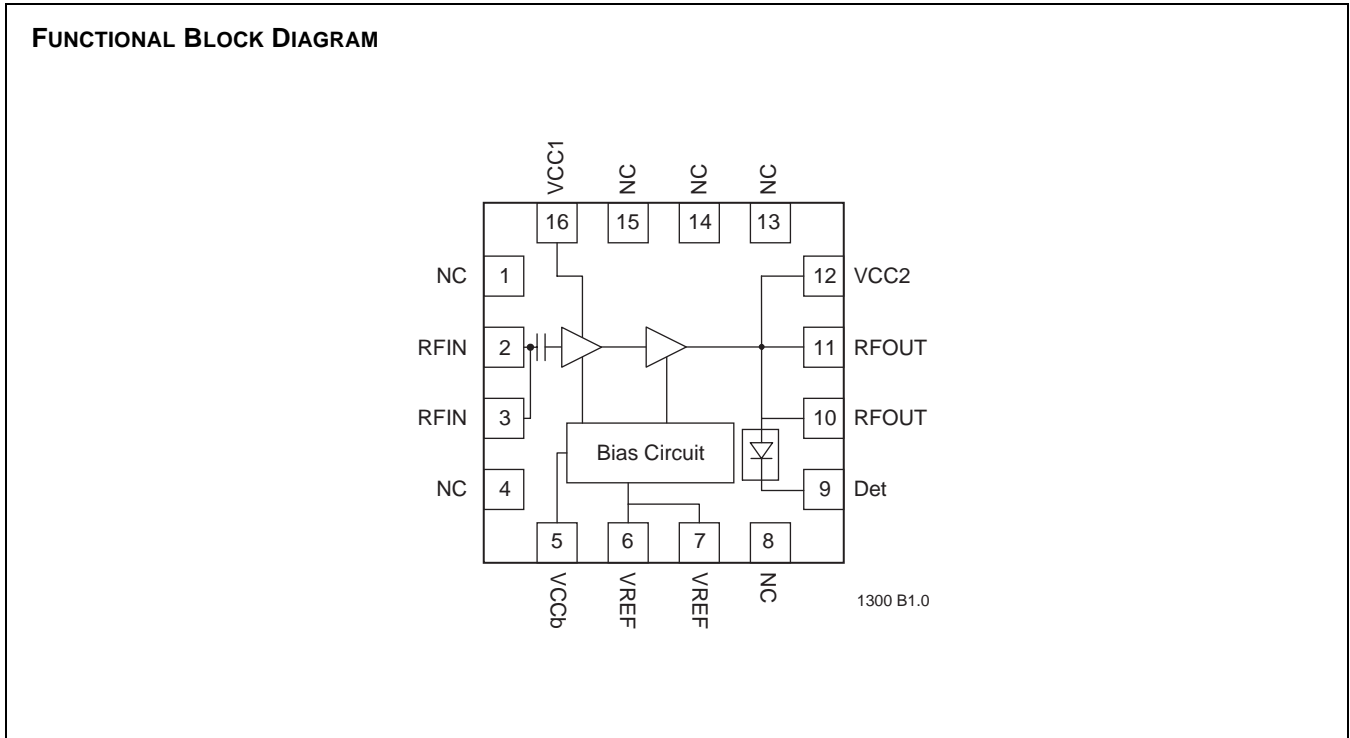 FUNCTIONAL BLOCK DIAGRAM
VCC1
NC
NC
NC
16
15
14
13
NC
1
12
VCC2
RFIN
2
11
RFOUT
RFIN
3
10
RFOUT
Bias Circuit
NC
4
9
Det
5
6
7
8
VCCb
VREF
VREF
NC
1300 B1.0